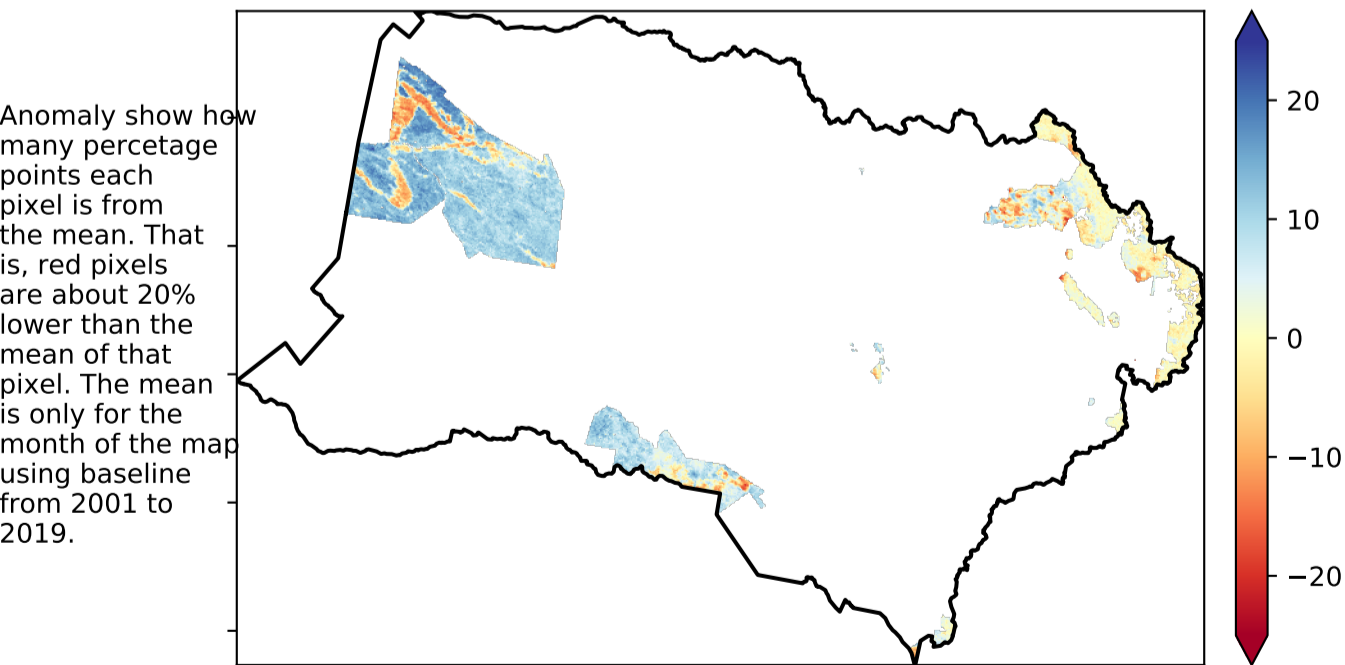 Anomaly show how
many percetage
points each
pixel is from
the mean. That
is, red pixels
are about 20%
lower than the
mean of that
pixel. The mean
is only for the
month of the map
using baseline
from 2001 to
2019.
20
10
0
−10
−20